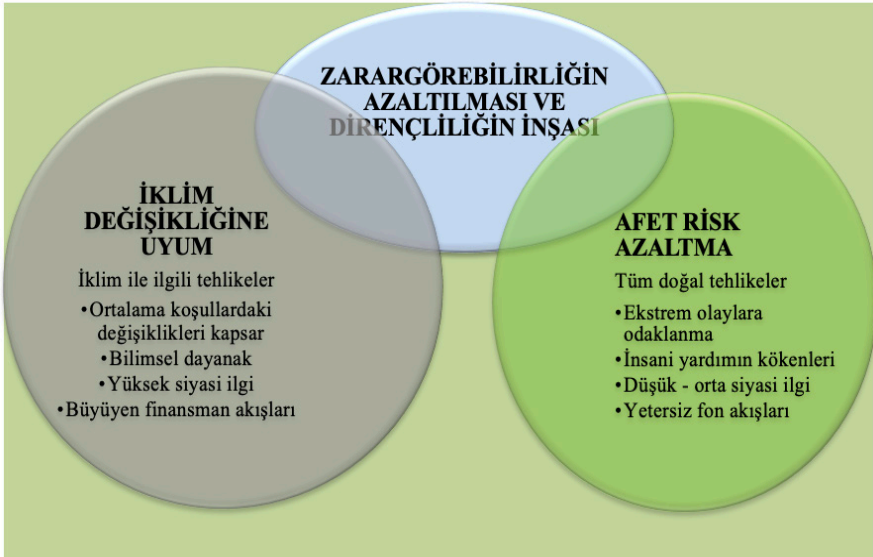 ZARARGÖREBİLİRLİĞİN
AZALTILMASI VE
DİRENÇLİLİĞİN İNŞASI
İKLİM
DEĞİŞİKLİĞİNE
UYUM
İklim ile ilgili tehlikeler
•Ortalama koşullardaki
değişiklikleri kapsar
•Bilimsel dayanak
•Yüksek siyasi ilgi
•Büyüyen finansman akışları
AFET RİSK
AZALTMA
Tüm doğal tehlikeler
•Ekstrem olaylara
odaklanma
•İnsani yardımın kökenleri
•Düşük - orta siyasi ilgi
•Yetersiz fon akışları